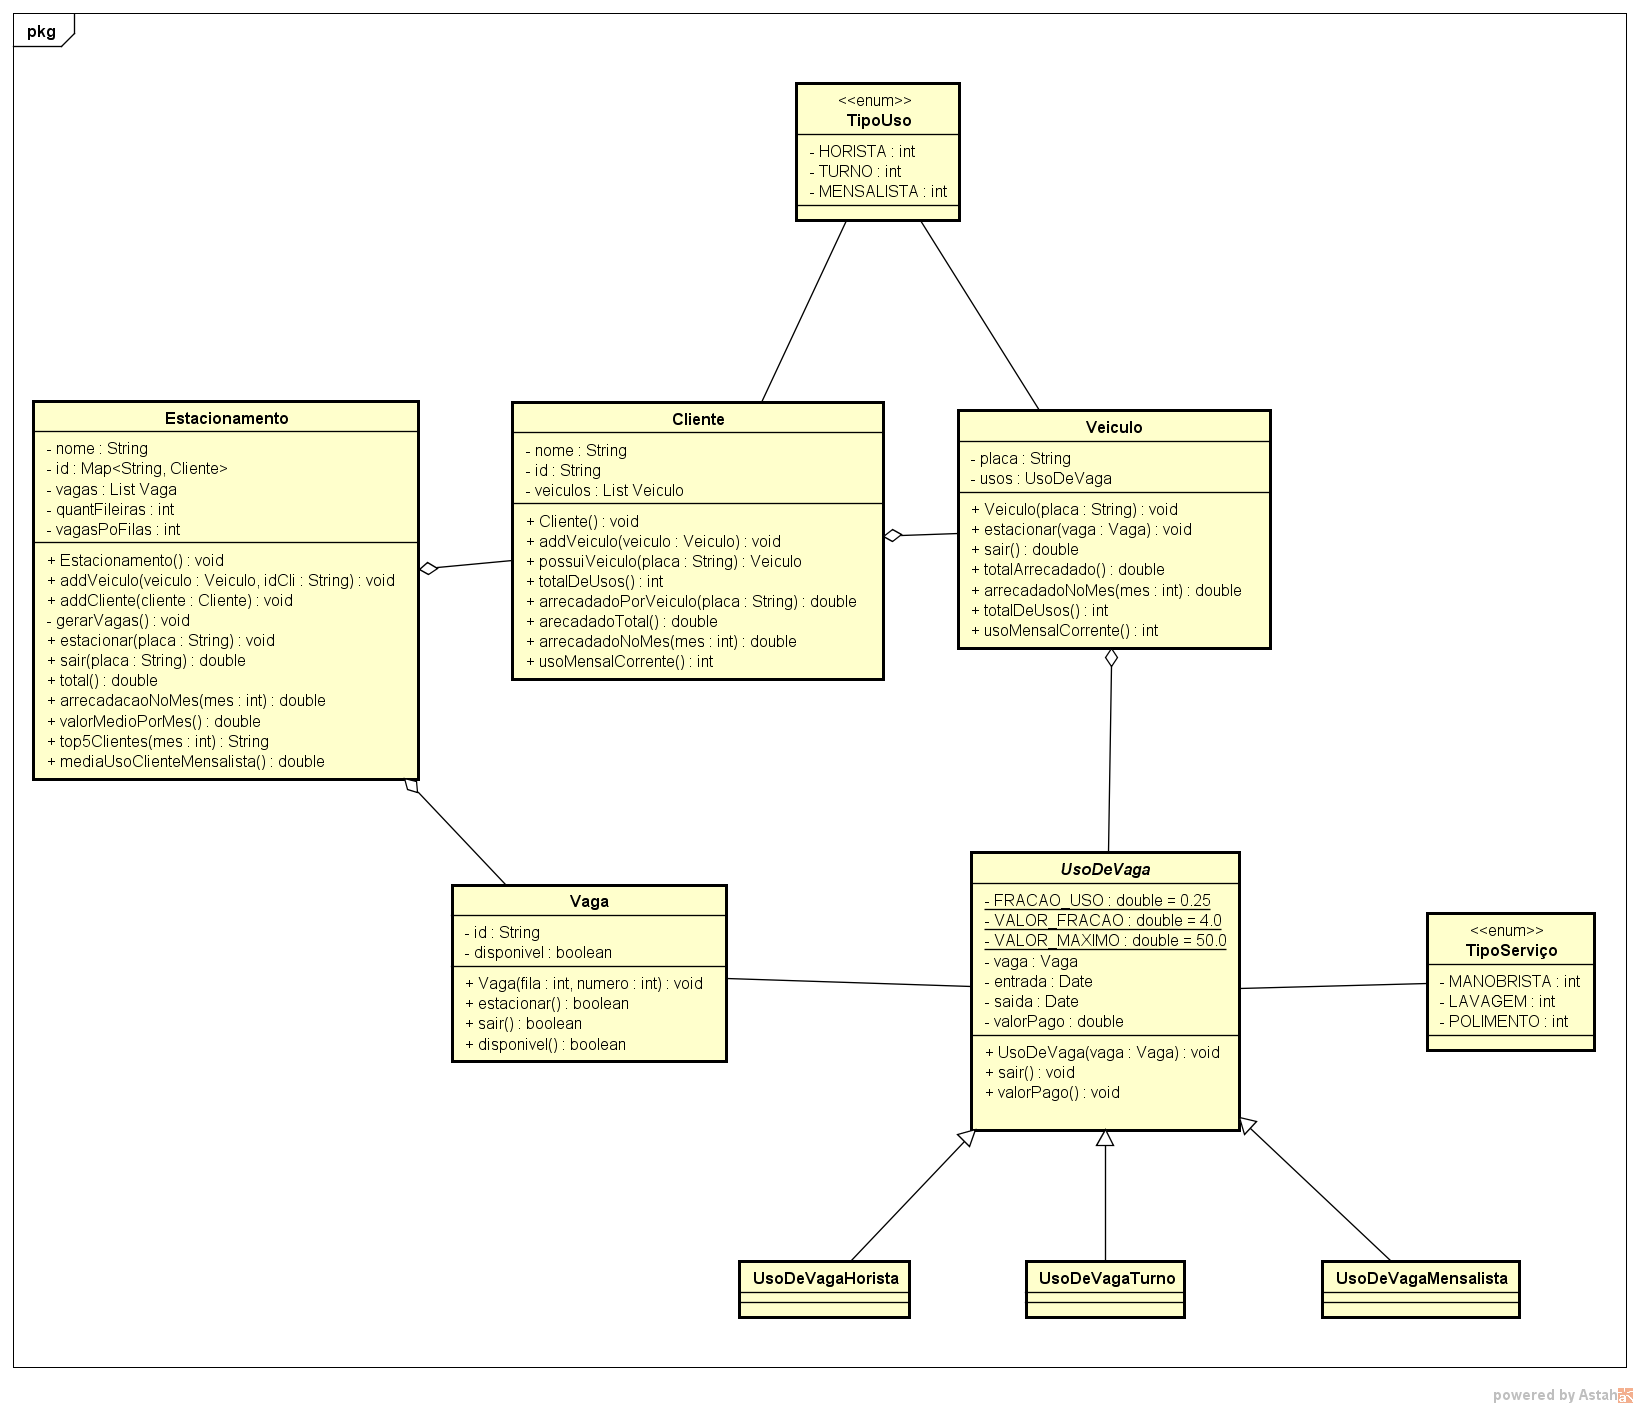 pkg
<<enum>>
TipoUso
- HORISTA : int
- TURNO : int
- MENSALISTA : int
Estacionamento
- nome : String
- id : Map<String, Cliente>
- vagas : List Vaga
- quantFileiras : int
- vagasPoFilas : int
+ Estacionamento() : void
+ addVeiculo(veiculo : Veiculo, idCli : String) : void
+ addCliente(cliente : Cliente) : void
- gerarVagas() : void
+ estacionar(placa : String) : void
+ sair(placa : String) : double
+ total() : double
+ arrecadacaoNoMes(mes : int) : double
+ valorMedioPorMes() : double
+ top5Clientes(mes : int) : String
+ mediaUsoClienteMensalista() : double
Cliente
- nome : String
- id : String
- veiculos : List Veiculo
+ Cliente() : void
+ addVeiculo(veiculo : Veiculo) : void
+ possuiVeiculo(placa : String) : Veiculo
+ totalDeUsos() : int
+ arrecadadoPorVeiculo(placa : String) : double
+ arecadadoTotal() : double
+ arrecadadoNoMes(mes : int) : double
+ usoMensalCorrente() : int
Veiculo
- placa : String
- usos : UsoDeVaga
+ Veiculo(placa : String) : void
+ estacionar(vaga : Vaga) : void
+ sair() : double
+ totalArrecadado() : double
+ arrecadadoNoMes(mes : int) : double
+ totalDeUsos() : int
+ usoMensalCorrente() : int
Vaga
- id : String
- disponivel : boolean
+ Vaga(fila : int, numero : int) : void
+ estacionar() : boolean
+ sair() : boolean
+ disponivel() : boolean
UsoDeVaga
- FRACAO_USO : double = 0.25
- VALOR_FRACAO : double = 4.0
- VALOR_MAXIMO : double = 50.0
- vaga : Vaga
- entrada : Date
- saida : Date
- valorPago : double
+ UsoDeVaga(vaga : Vaga) : void
+ sair() : void
+ valorPago() : void
<<enum>>
TipoServiço
- MANOBRISTA : int
- LAVAGEM : int
- POLIMENTO : int
UsoDeVagaHorista
UsoDeVagaTurno
UsoDeVagaMensalista
powered by Astah